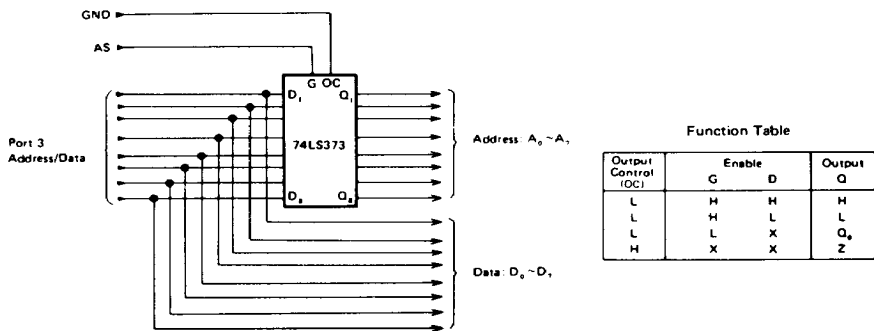 GND
AS
G OC
D₁ Q₁
Port 3
Address/Data
74LS373
D₈ Q₈
Address: A₀~A₇
Data: D₀~D₇
Function Table
Output Control (OC) Enable Output
G D Q
L H H H
L H L L
L L X Q₀
H X X Z